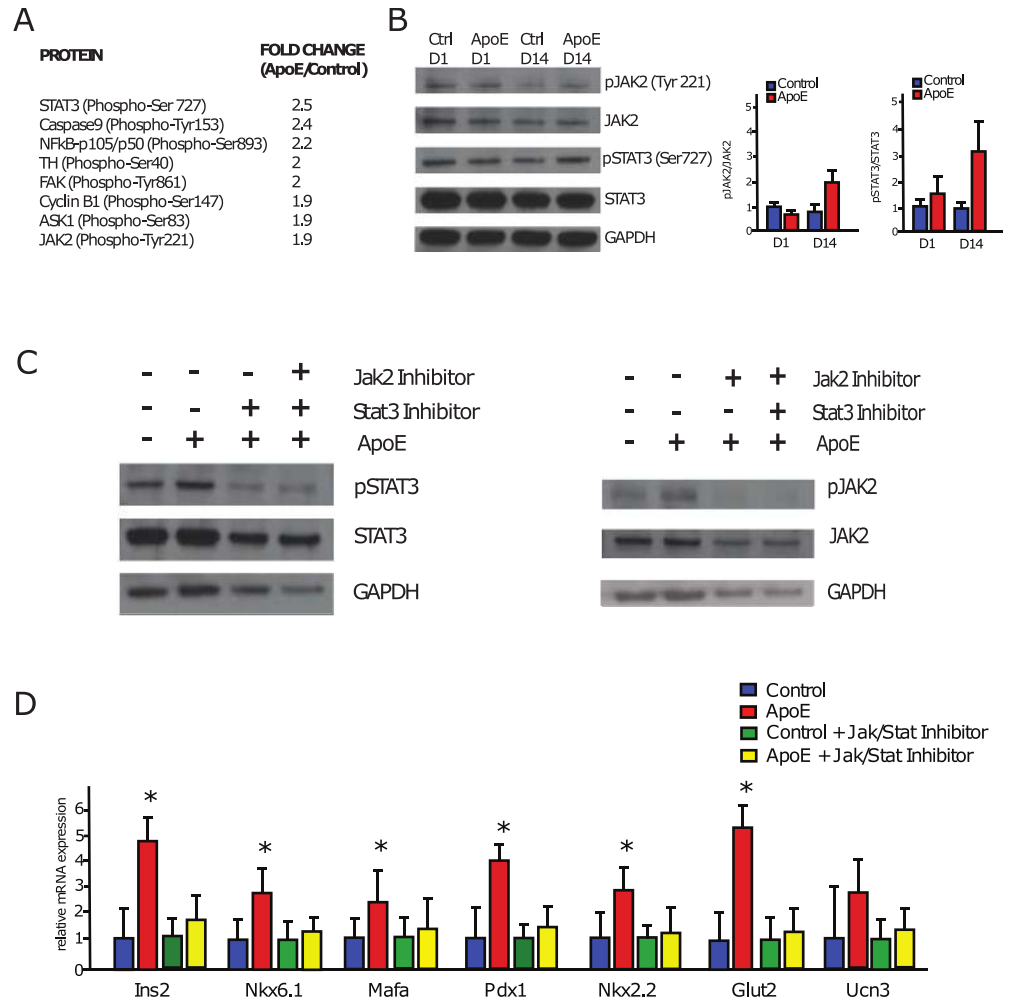 A
PROTEIN
FOLD CHANGE
(ApoE/Control)
STAT3 (Phospho-Ser 727) 2.5
Caspase9 (Phospho-Tyr153) 2.4
NFkB-p105/p50 (Phospho-Ser893) 2.2
TH (Phospho-Ser40) 2
FAK (Phospho-Tyr861) 2
Cyclin B1 (Phospho-Ser147) 1.9
ASK1 (Phospho-Ser83) 1.9
JAK2 (Phospho-Tyr221) 1.9
B
Ctrl ApoE Ctrl ApoE
D1 D1 D14 D14
pJAK2 (Tyr 221)
JAK2
pSTAT3 (Ser727)
STAT3
GAPDH
Control
ApoE
pJAK2/JAK2
5
4
3
2
1
0
D1 D14
Control
ApoE
pSTAT3/STAT3
5
4
3
2
1
0
D1 D14
C
- - - + Jak2 Inhibitor
- - + + Stat3 Inhibitor
- + + + ApoE
pSTAT3
STAT3
GAPDH
- - + + Jak2 Inhibitor
- - - + Stat3 Inhibitor
- + + + ApoE
pJAK2
JAK2
GAPDH
D
Control
ApoE
Control + Jak/Stat Inhibitor
ApoE + Jak/Stat Inhibitor
relative mRNA expression
6
5
4
3
2
1
0
* * * * * *
Ins2 Nkx6.1 Mafa Pdx1 Nkx2.2 Glut2 Ucn3